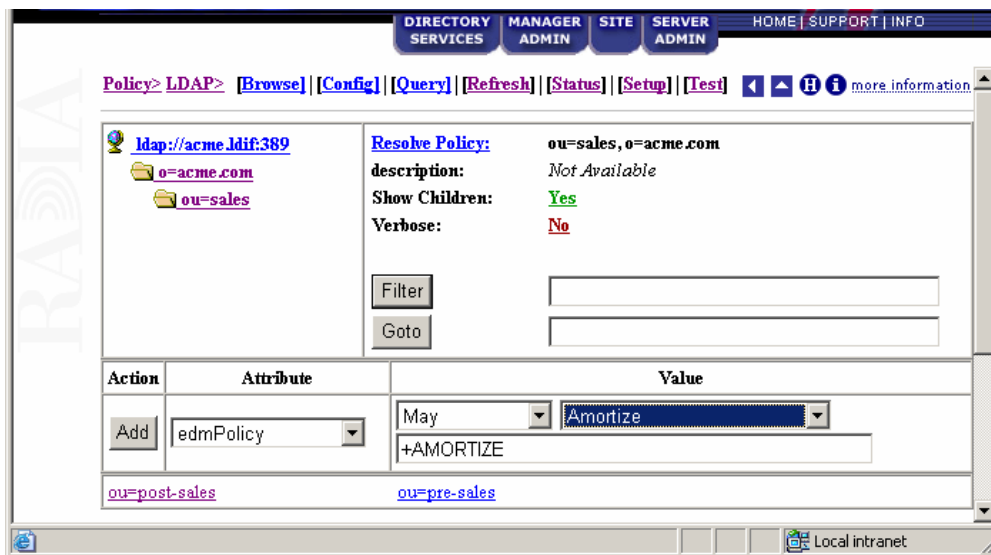 DIRECTORY SERVICES
MANAGER ADMIN
SITE
SERVER ADMIN
HOME | SUPPORT | INFO
Policy> LDAP> [Browse] | [Config] | [Query] | [Refresh] | [Status] | [Setup] | [Test] H i more information
RADIA
ldap://acme.ldif:389
o=acme.com
ou=sales
Resolve Policy: ou=sales, o=acme.com
description: Not Available
Show Children: Yes
Verbose: No
Filter
Goto
Action Attribute Value
Add edmPolicy May Amortize
+AMORTIZE
ou=post-sales ou=pre-sales
Local intranet